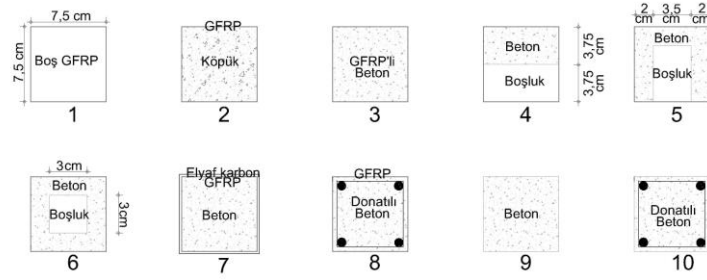 7,5 cm
7,5 cm
Boş GFRP
1
GFRP
Köpük
2
GFRP'li
Beton
3
Beton
Boşluk
3,75
cm
3,75
cm
4
2
cm
3,5
cm
2
cm
Beton
Boşluk
5
3cm
Beton
Boşluk
3cm
6
Elyaf karbon
GFRP
Beton
7
GFRP
Donatılı
Beton
8
Beton
9
Donatılı
Beton
10